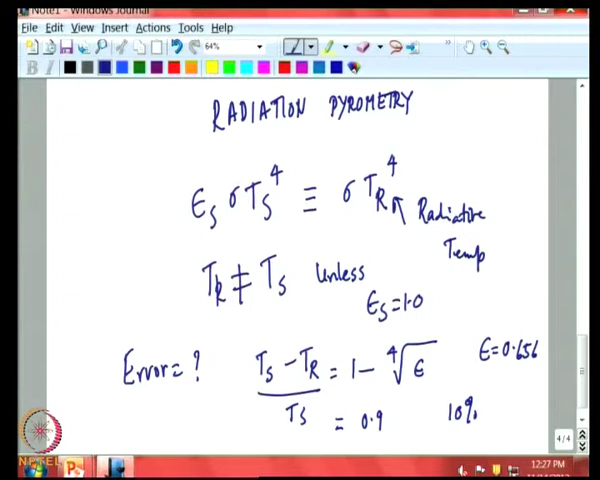 Note1 - Windows Journal
File Edit View Insert Actions Tools Help
64%
B I
RADIATION PYROMETRY
ϵ_S σ T_S^4 ≡ σ T_R^4
Radiative
Temp
T_R ≠ T_S Unless
ϵ_S=1.0
Error= ? (T_S - T_R)/T_S = 1 - ∜ϵ ϵ=0.656
= 0.9 10%
4/4
NPTEL
12:27 PM